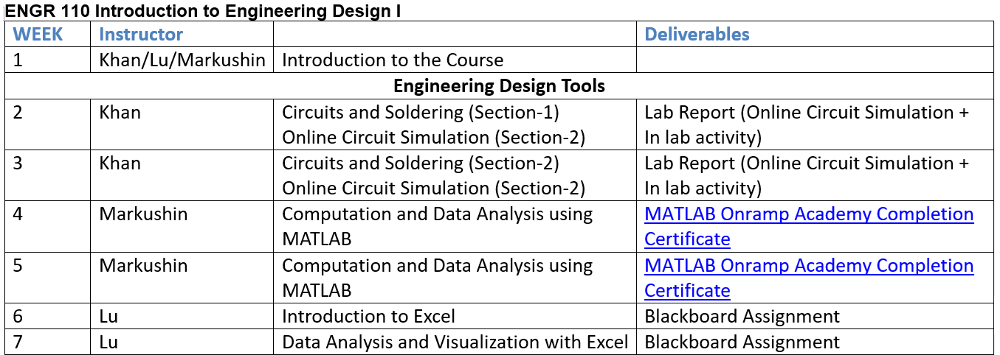 ENGR 110 Introduction to Engineering Design I
WEEK Instructor Deliverables
1 Khan/Lu/Markushin Introduction to the Course
Engineering Design Tools
2 Khan Circuits and Soldering (Section-1) Lab Report (Online Circuit Simulation +
Online Circuit Simulation (Section-2) In lab activity)
3 Khan Circuits and Soldering (Section-2) Lab Report (Online Circuit Simulation +
Online Circuit Simulation (Section-2) In lab activity)
4 Markushin Computation and Data Analysis using MATLAB Onramp Academy Completion
MATLAB Certificate
5 Markushin Computation and Data Analysis using MATLAB Onramp Academy Completion
MATLAB Certificate
6 Lu Introduction to Excel Blackboard Assignment
7 Lu Data Analysis and Visualization with Excel Blackboard Assignment